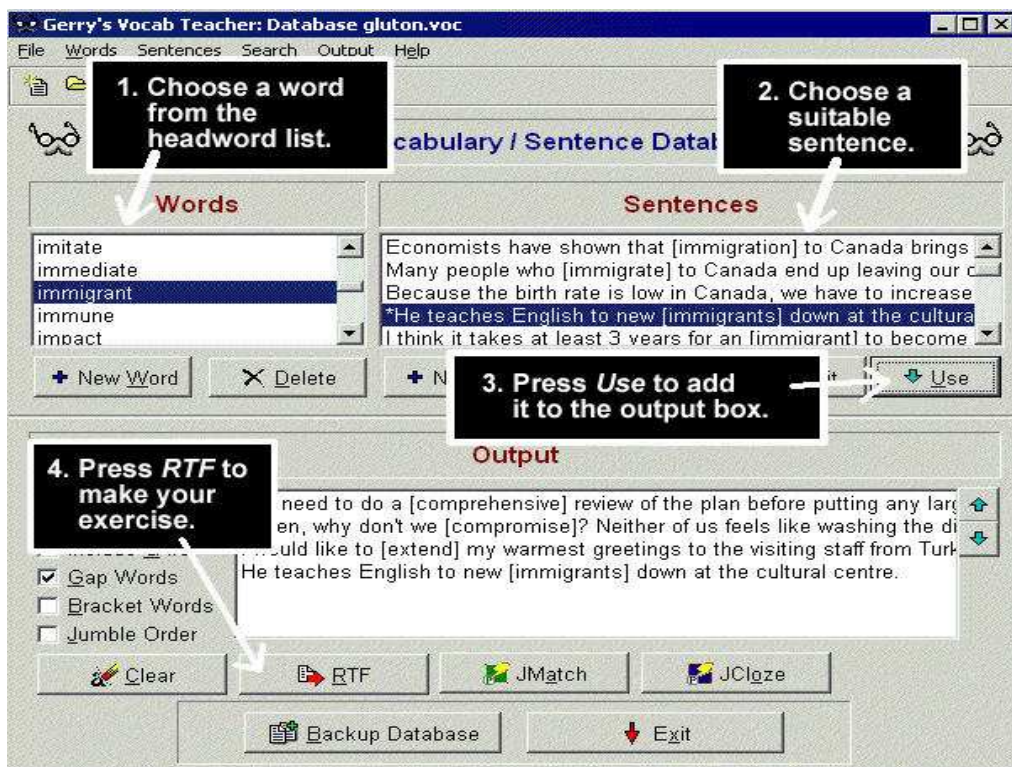 Gerry's Vocab Teacher: Database gluton.voc
File Words Sentences Search Output Help
1. Choose a word
from the
headword list.
2. Choose a
suitable
sentence.
cabulary / Sentence Datab
Words
Sentences
imitate
immediate
immigrant
immune
impact
Economists have shown that [immigration] to Canada brings
Many people who [immigrate] to Canada end up leaving our c
Because the birth rate is low in Canada, we have to increase
*He teaches English to new [immigrants] down at the cultura
I think it takes at least 3 years for an [immigrant] to become
New Word
Delete
N
it
Use
3. Press Use to add
it to the output box.
Output
4. Press RTF to
make your
exercise.
need to do a [comprehensive] review of the plan before putting any larg
en, why don't we [compromise]? Neither of us feels like washing the di
would like to [extend] my warmest greetings to the visiting staff from Turk
He teaches English to new [immigrants] down at the cultural centre.
Gap Words
Bracket Words
Jumble Order
Clear
RTF
JMatch
JCloze
Backup Database
Exit